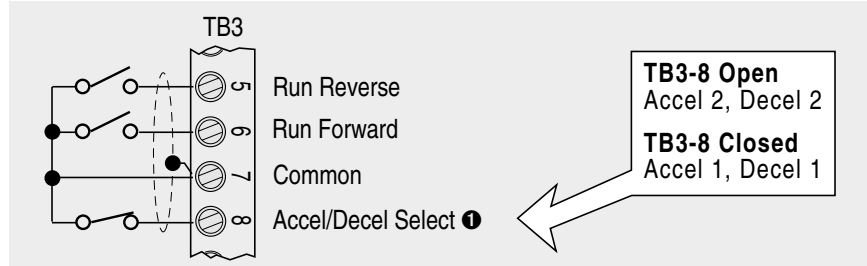 TB3
5 Run Reverse
6 Run Forward
7 Common
8 Accel/Decel Select ❶
TB3-8 Open
Accel 2, Decel 2
TB3-8 Closed
Accel 1, Decel 1